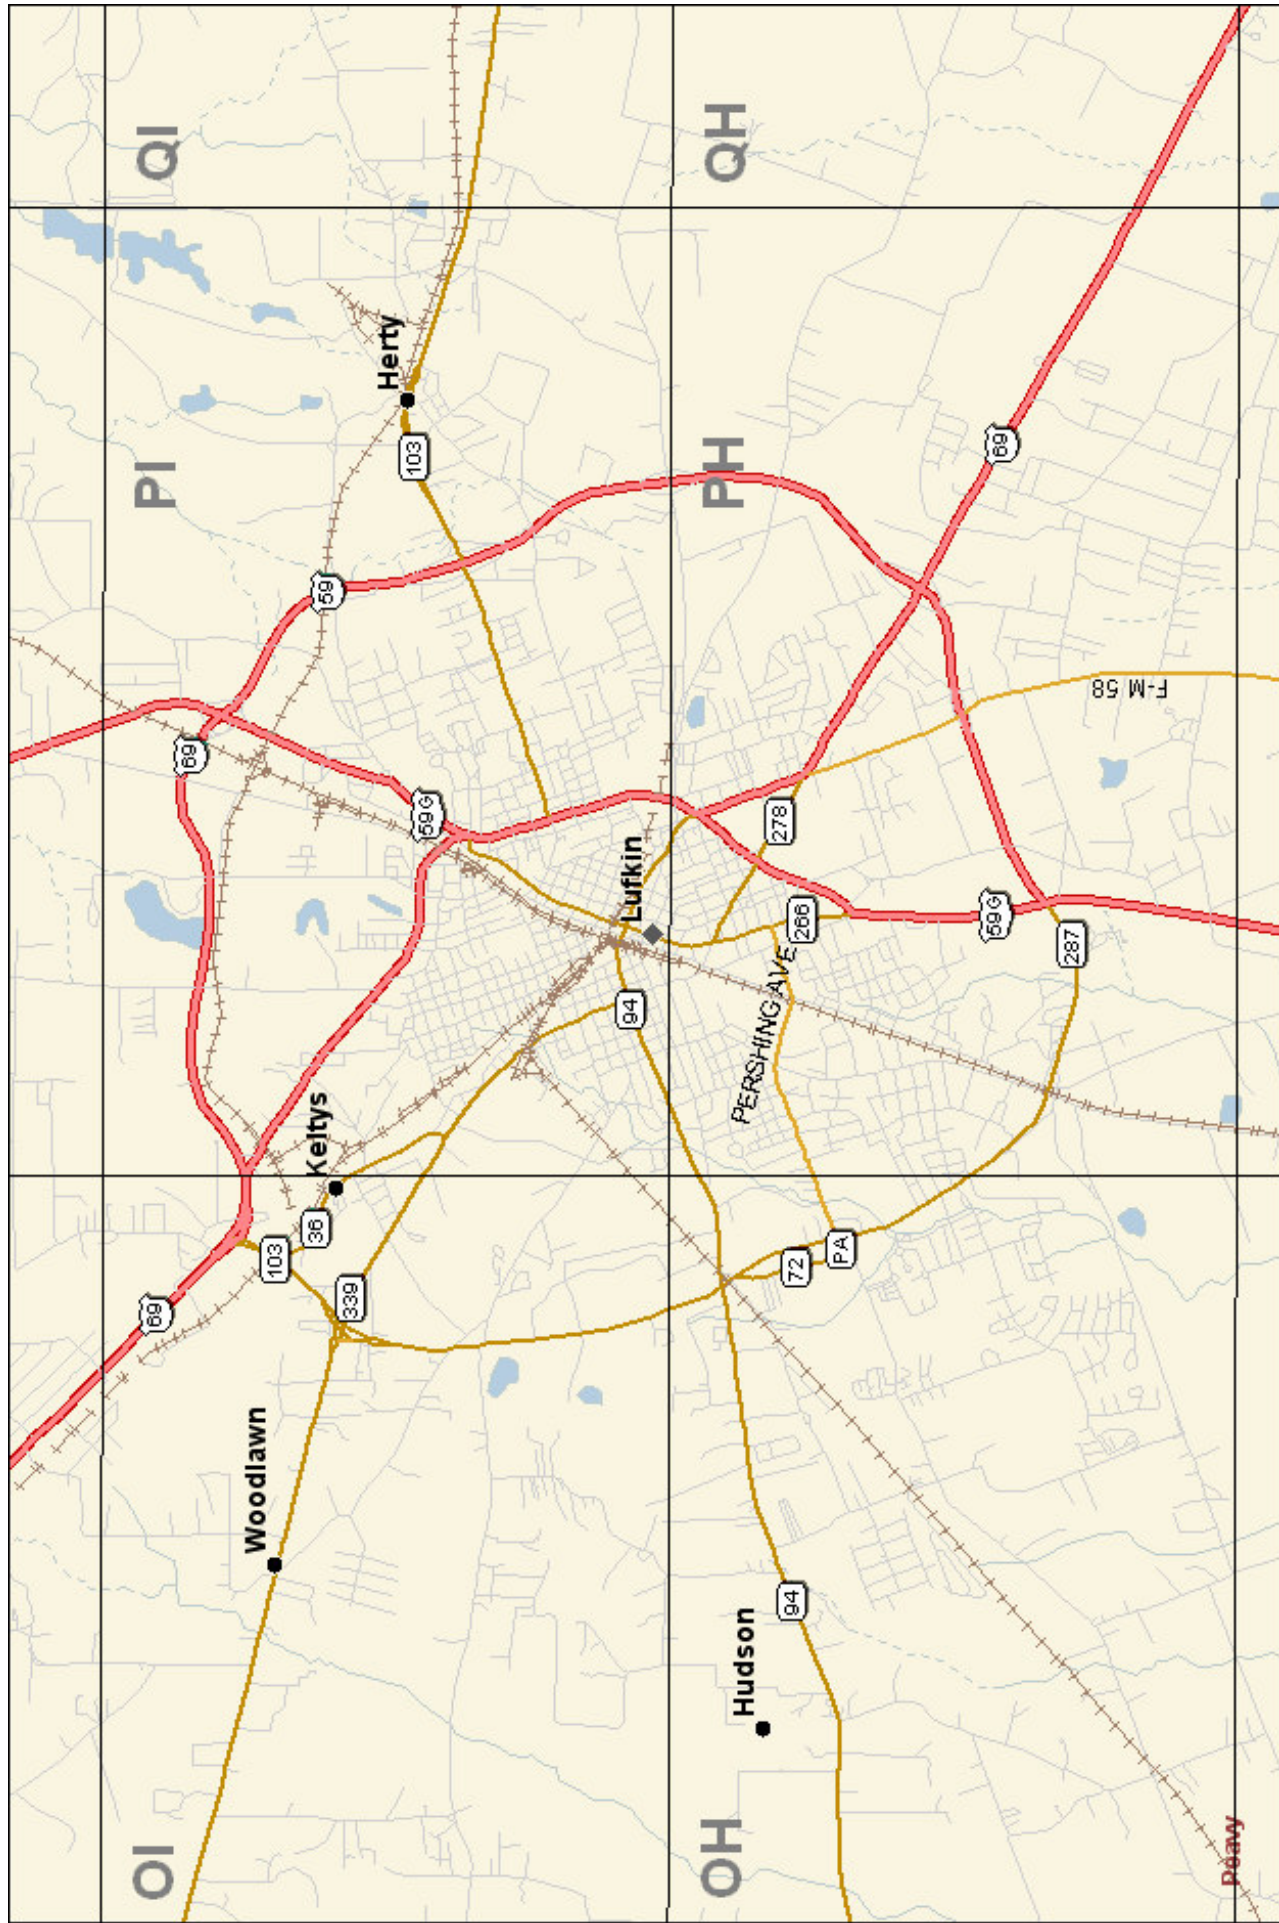 OI
PI
QI
69
69
59
59G
103
36
103
339
Woodlawn
Keltys
Herty
Lufkin
94
OH
PH
QH
Hudson
94
72
PA
PERSHING AVE
266
278
59G
287
69
F-M 58
Peavy